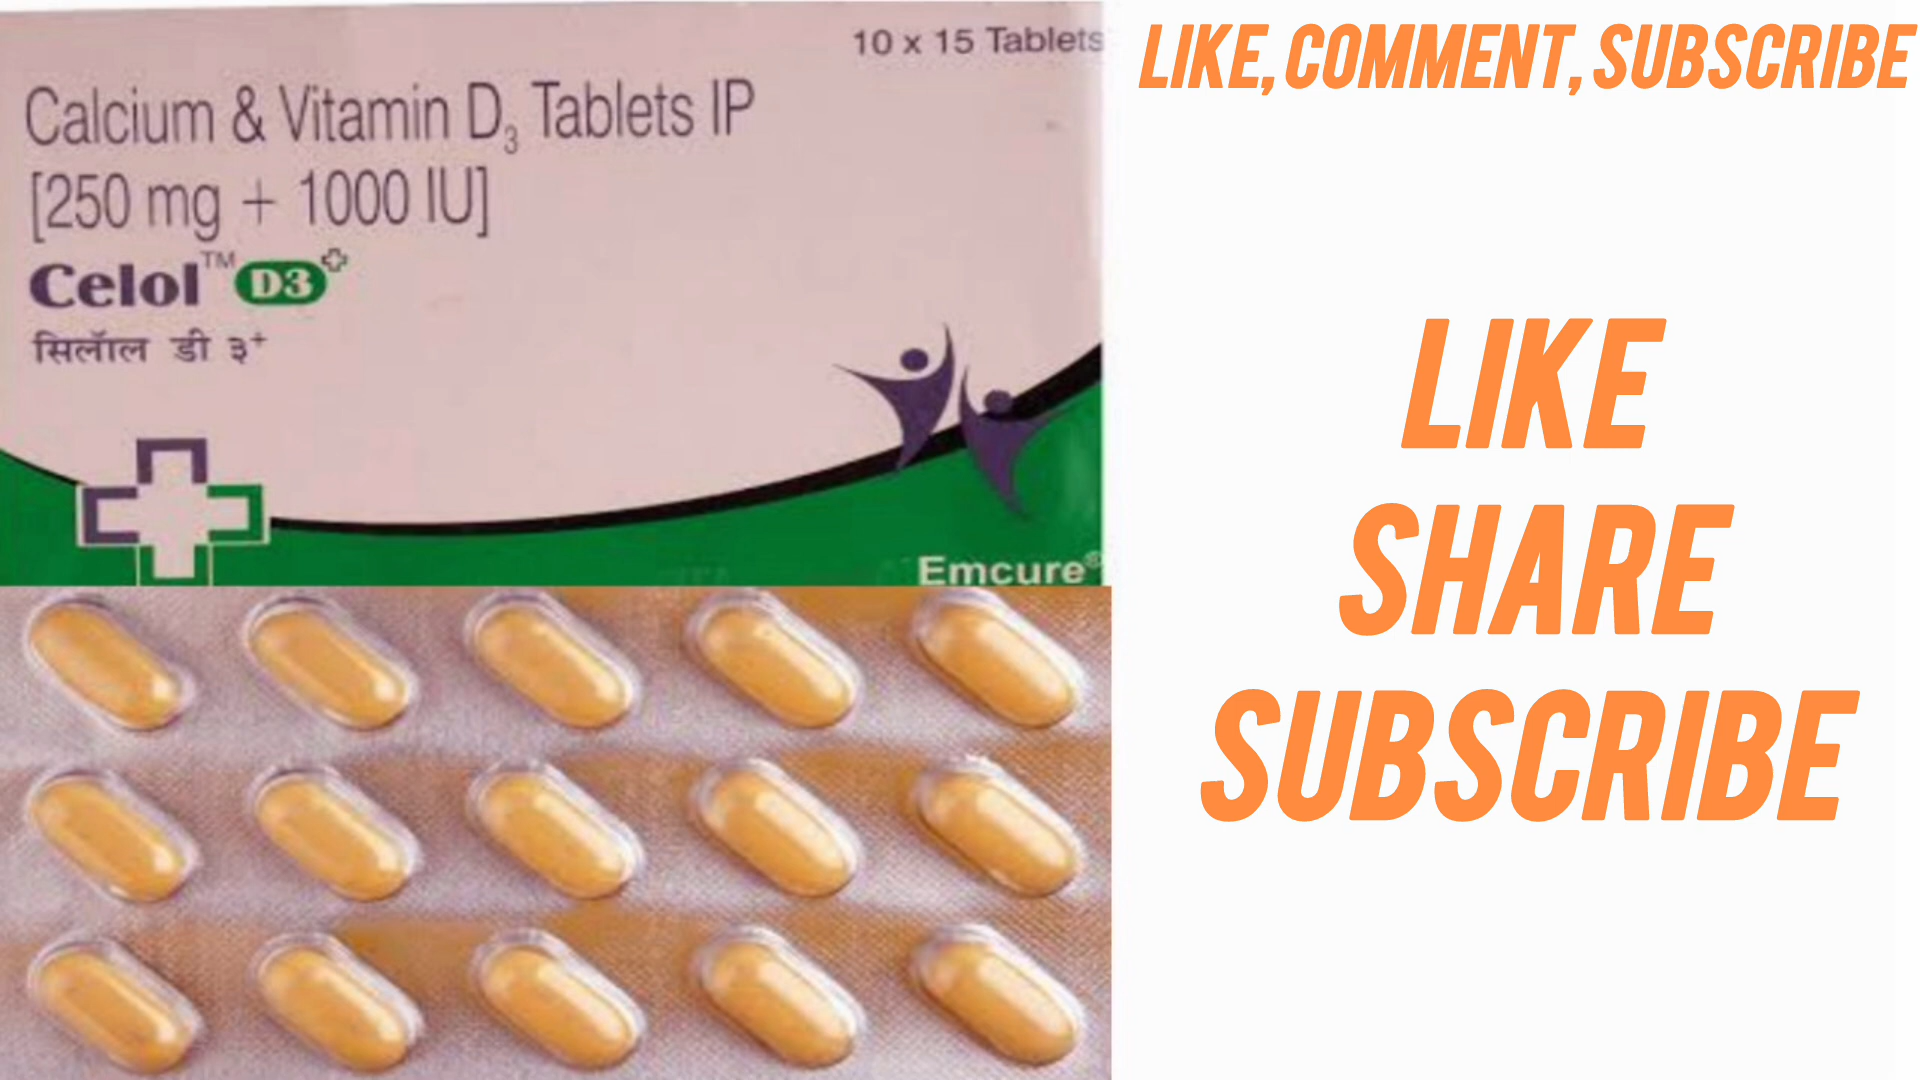 10 x 15 Tablets
Calcium & Vitamin D3 Tablets IP
[250 mg + 1000 IU]
Celol™ D3+
सिलॉल डी ३+
Emcure®
LIKE, COMMENT, SUBSCRIBE
LIKE
SHARE
SUBSCRIBE